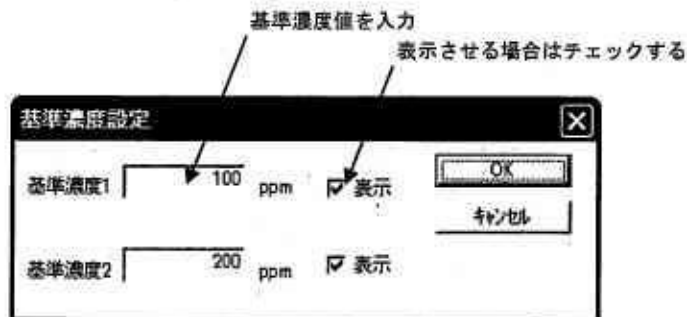 基準濃度値を入力
表示させる場合はチェックする
基準濃度設定
基準濃度1 100 ppm 表示 OK
キャンセル
基準濃度2 200 ppm 表示